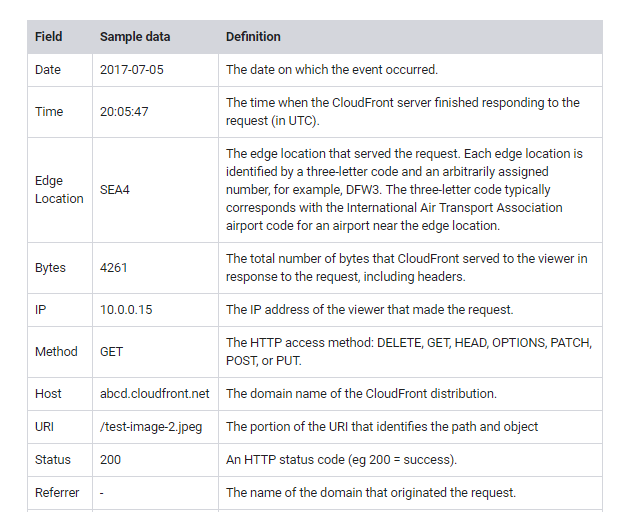 Field Sample data Definition
Date 2017-07-05 The date on which the event occurred.
Time 20:05:47 The time when the CloudFront server finished responding to the
request (in UTC).
Edge Location SEA4 The edge location that served the request. Each edge location is
identified by a three-letter code and an arbitrarily assigned
number, for example, DFW3. The three-letter code typically
corresponds with the International Air Transport Association
airport code for an airport near the edge location.
Bytes 4261 The total number of bytes that CloudFront served to the viewer in
response to the request, including headers.
IP 10.0.0.15 The IP address of the viewer that made the request.
Method GET The HTTP access method: DELETE, GET, HEAD, OPTIONS, PATCH,
POST, or PUT.
Host abcd.cloudfront.net The domain name of the CloudFront distribution.
URI /test-image-2.jpeg The portion of the URI that identifies the path and object
Status 200 An HTTP status code (eg 200 = success).
Referrer - The name of the domain that originated the request.